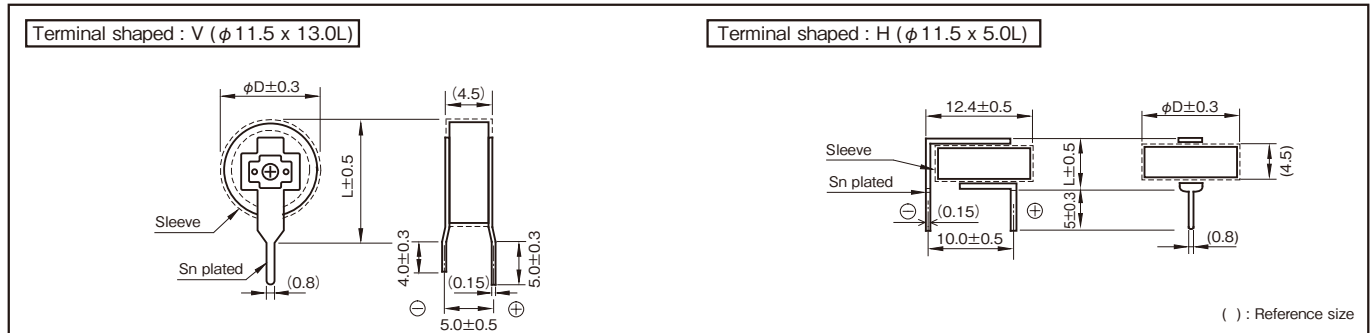 Terminal shaped : V (φ11.5 x 13.0L)
φD±0.3
(4.5)
L±0.5
Sleeve
Sn plated
(0.8)
4.0±0.3
(0.15)
5.0±0.3
⊖
⊕
5.0±0.5
Terminal shaped : H (φ11.5 x 5.0L)
12.4±0.5
φD±0.3
Sleeve
Sn plated
L±0.5
(4.5)
⊖
(0.15)
⊕
5±0.3
10.0±0.5
(0.8)
( ) : Reference size